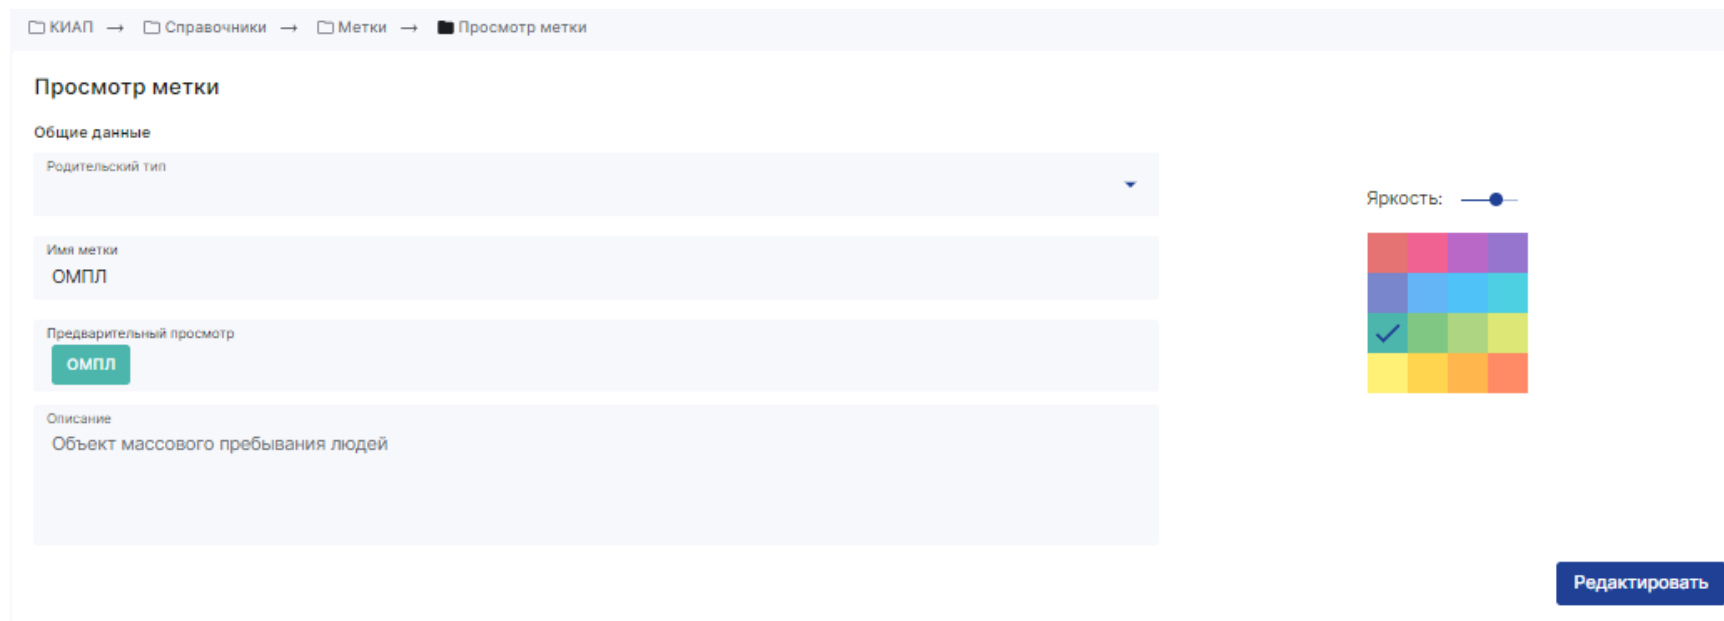 КИАП → Справочники → Метки → Просмотр метки
Просмотр метки
Общие данные
Родительский тип
Яркость:
Имя метки
ОМПЛ
Предварительный просмотр
ОМПЛ
Описание
Объект массового пребывания людей
Редактировать